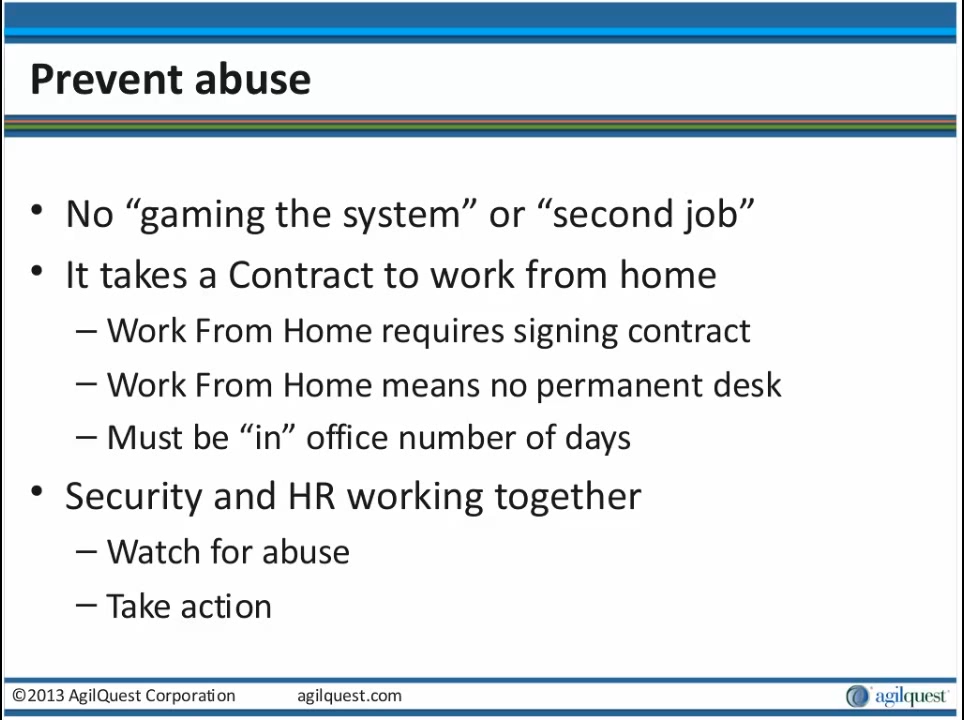 Prevent abuse
• No “gaming the system” or “second job”
• It takes a Contract to work from home
– Work From Home requires signing contract
– Work From Home means no permanent desk
– Must be “in” office number of days
• Security and HR working together
– Watch for abuse
– Take action
©2013 AgilQuest Corporation agilquest.com agilquest